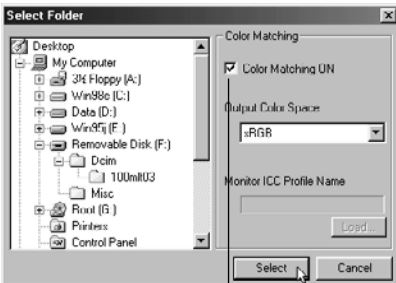 Select Folder
Desktop
My Computer
3½ Floppy (A:)
Win98e (C:)
Data (D:)
Win95j (E:)
Removable Disk (F:)
Dcim
100mlt03
Misc
Root (G:)
Printers
Control Panel
Color Matching
Color Matching ON
Output Color Space
sRGB
Monitor ICC Profile Name
Load...
Select
Cancel